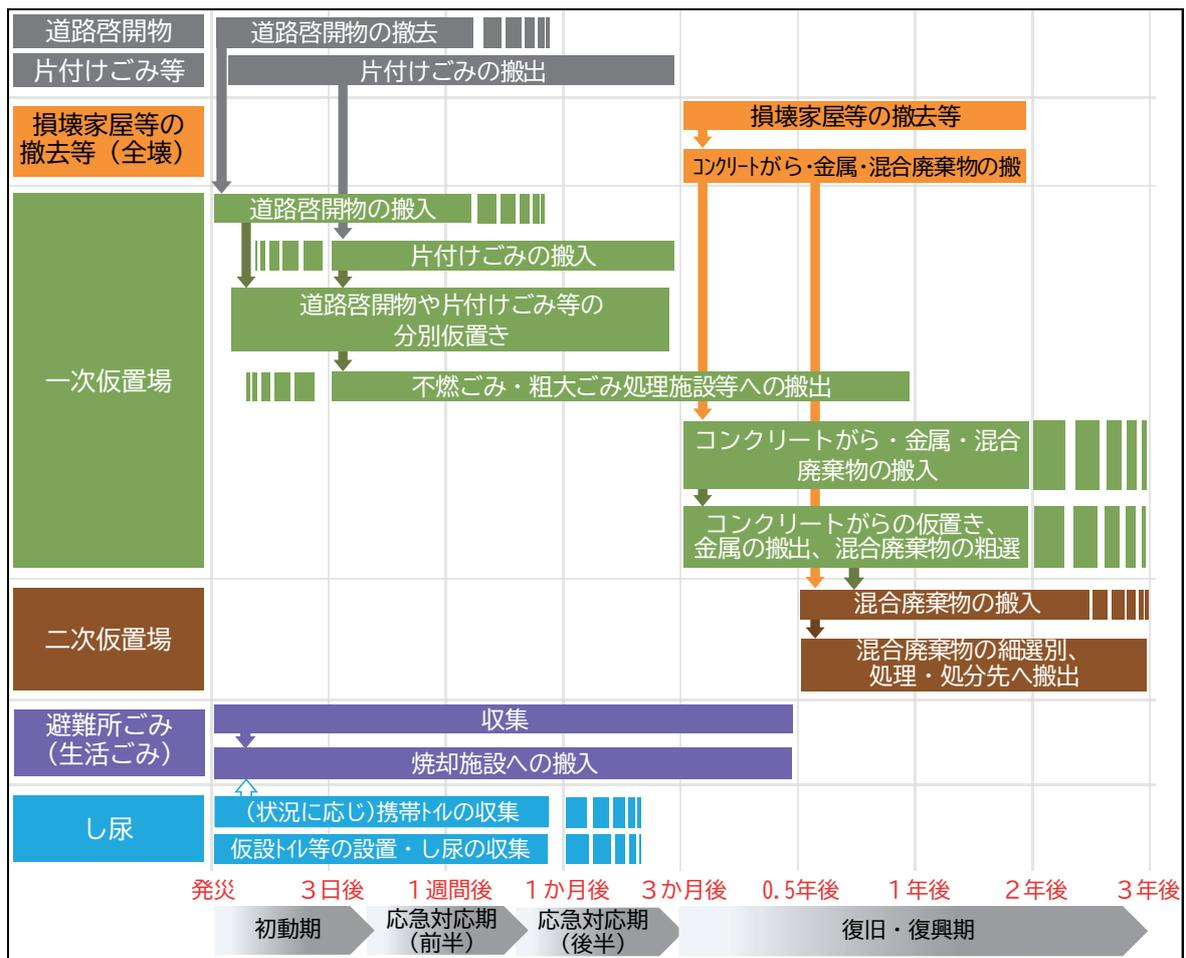 道路啓開物
道路啓開物の撤去
片付けごみ等
片付けごみの搬出
損壊家屋等の
撤去等（全壊）
損壊家屋等の撤去等
ｺﾝｸﾘｰﾄがら・金属・混合廃棄物の搬
一次仮置場
道路啓開物の搬入
片付けごみの搬入
道路啓開物や片付けごみ等の
分別仮置き
不燃ごみ・粗大ごみ処理施設等への搬出
コンクリートがら・金属・混合
廃棄物の搬入
コンクリートがらの仮置き、
金属の搬出、混合廃棄物の粗選
二次仮置場
混合廃棄物の搬入
混合廃棄物の細選別、
処理・処分先へ搬出
避難所ごみ
（生活ごみ）
収集
焼却施設への搬入
し尿
（状況に応じ）携帯ﾄｲﾚの収集
仮設ﾄｲﾚ等の設置・し尿の収集
発災 ３日後 １週間後 １か月後 ３か月後 0.5年後 １年後 ２年後 ３年後
初動期
応急対応期
（前半）
応急対応期
（後半）
復旧・復興期